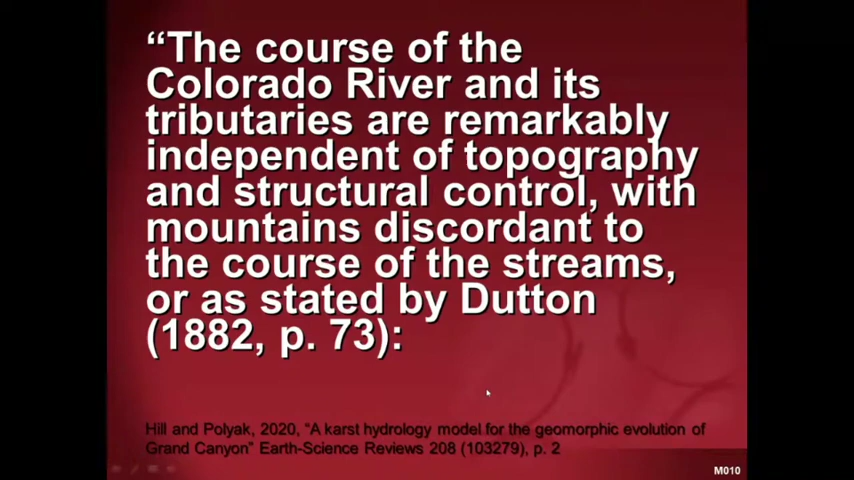 “The course of the
Colorado River and its
tributaries are remarkably
independent of topography
and structural control, with
mountains discordant to
the course of the streams,
or as stated by Dutton
(1882, p. 73):
Hill and Polyak, 2020, “A karst hydrology model for the geomorphic evolution of
Grand Canyon” Earth-Science Reviews 208 (103279), p. 2
M010